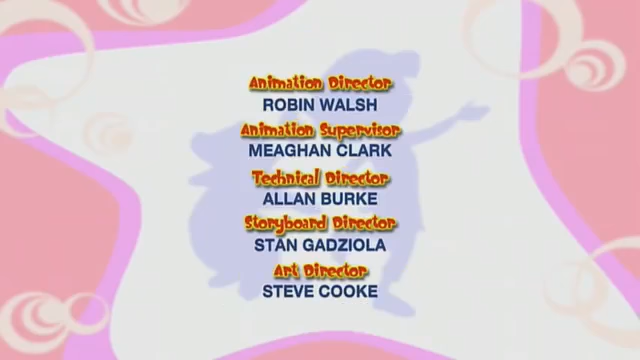 Animation Director
ROBIN WALSH
Animation Supervisor
MEAGHAN CLARK
Technical Director
ALLAN BURKE
Storyboard Director
STAN GADZIOLA
Art Director
STEVE COOKE